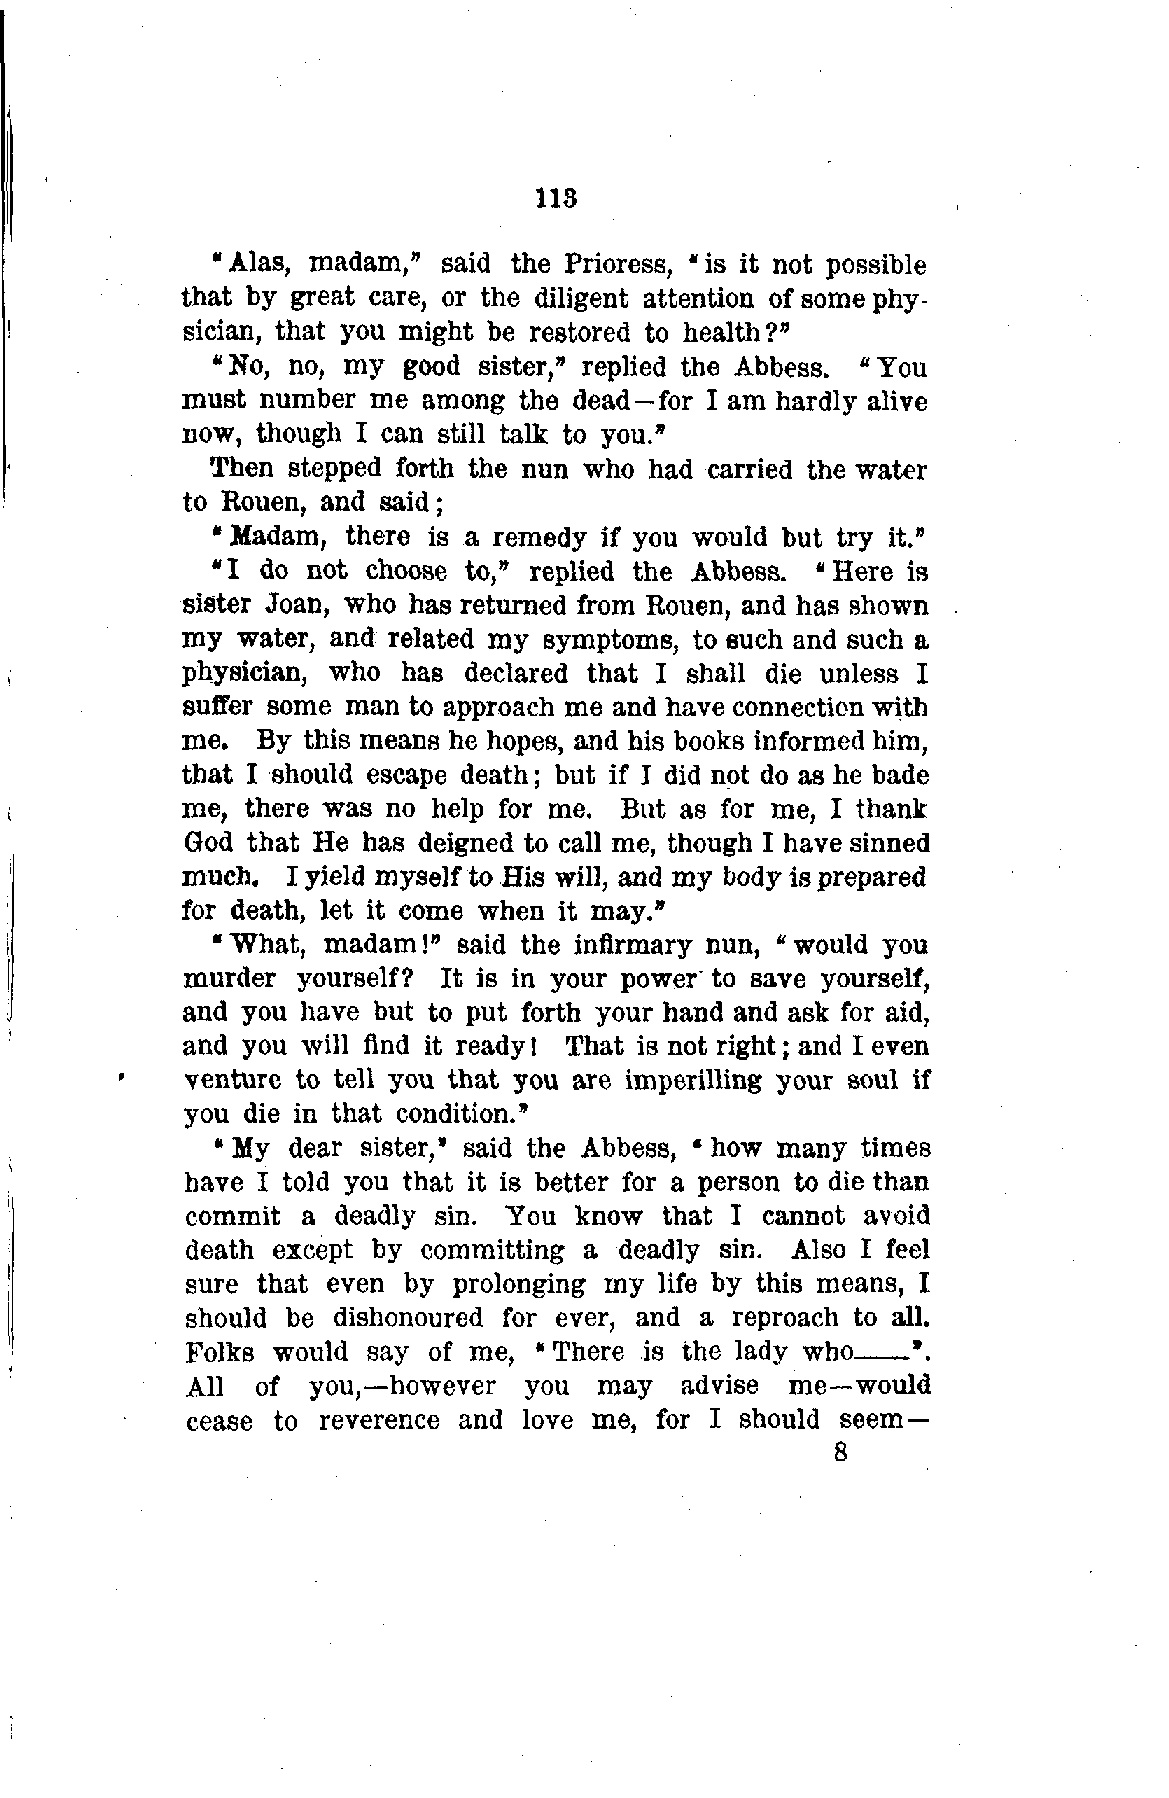 113
“Alas, madam,” said the Prioress, “is it not possible
that by great care, or the diligent attention of some phy-
sician, that you might be restored to health?”
“No, no, my good sister,” replied the Abbess. “You
must number me among the dead—for I am hardly alive
now, though I can still talk to you.”
Then stepped forth the nun who had carried the water
to Rouen, and said;
“Madam, there is a remedy if you would but try it.”
“I do not choose to,” replied the Abbess. “Here is
sister Joan, who has returned from Rouen, and has shown
my water, and related my symptoms, to such and such a
physician, who has declared that I shall die unless I
suffer some man to approach me and have connection with
me. By this means he hopes, and his books informed him,
that I should escape death; but if I did not do as he bade
me, there was no help for me. But as for me, I thank
God that He has deigned to call me, though I have sinned
much. I yield myself to His will, and my body is prepared
for death, let it come when it may.”
“What, madam!” said the infirmary nun, “would you
murder yourself? It is in your power to save yourself,
and you have but to put forth your hand and ask for aid,
and you will find it ready! That is not right; and I even
venture to tell you that you are imperilling your soul if
you die in that condition.”
“My dear sister,” said the Abbess, “how many times
have I told you that it is better for a person to die than
commit a deadly sin. You know that I cannot avoid
death except by committing a deadly sin. Also I feel
sure that even by prolonging my life by this means, I
should be dishonoured for ever, and a reproach to all.
Folks would say of me, “There is the lady who——”.
All of you,—however you may advise me—would
cease to reverence and love me, for I should seem—
8